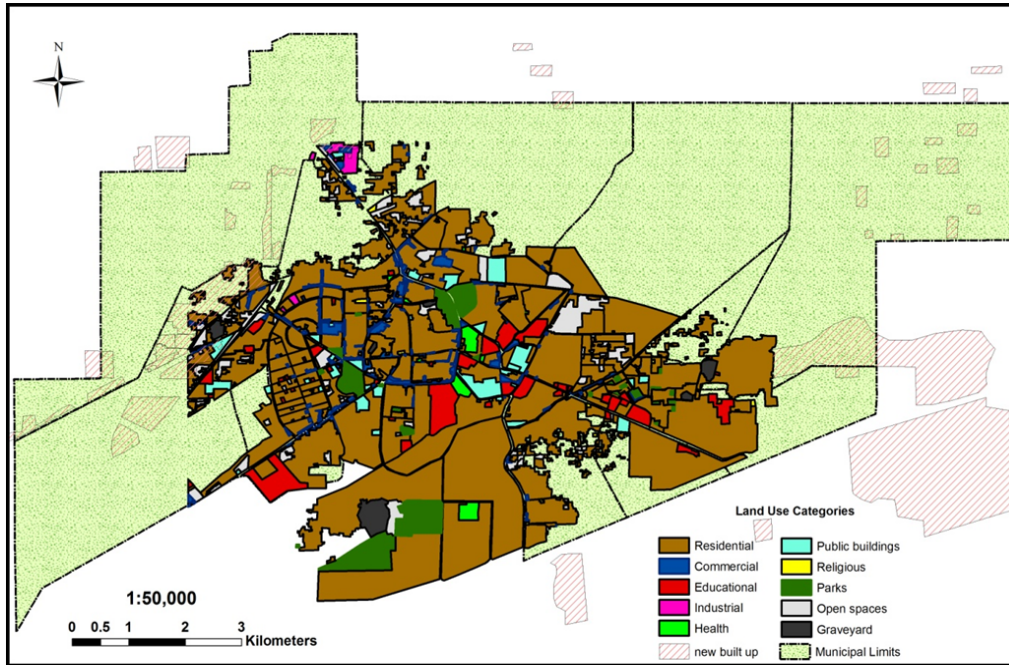 N
Land Use Categories
Residential
Commercial
Educational
Industrial
Health
new built up
Public buildings
Religious
Parks
Open spaces
Graveyard
Municipal Limits
1:50,000
0 0.5 1 2 3
Kilometers